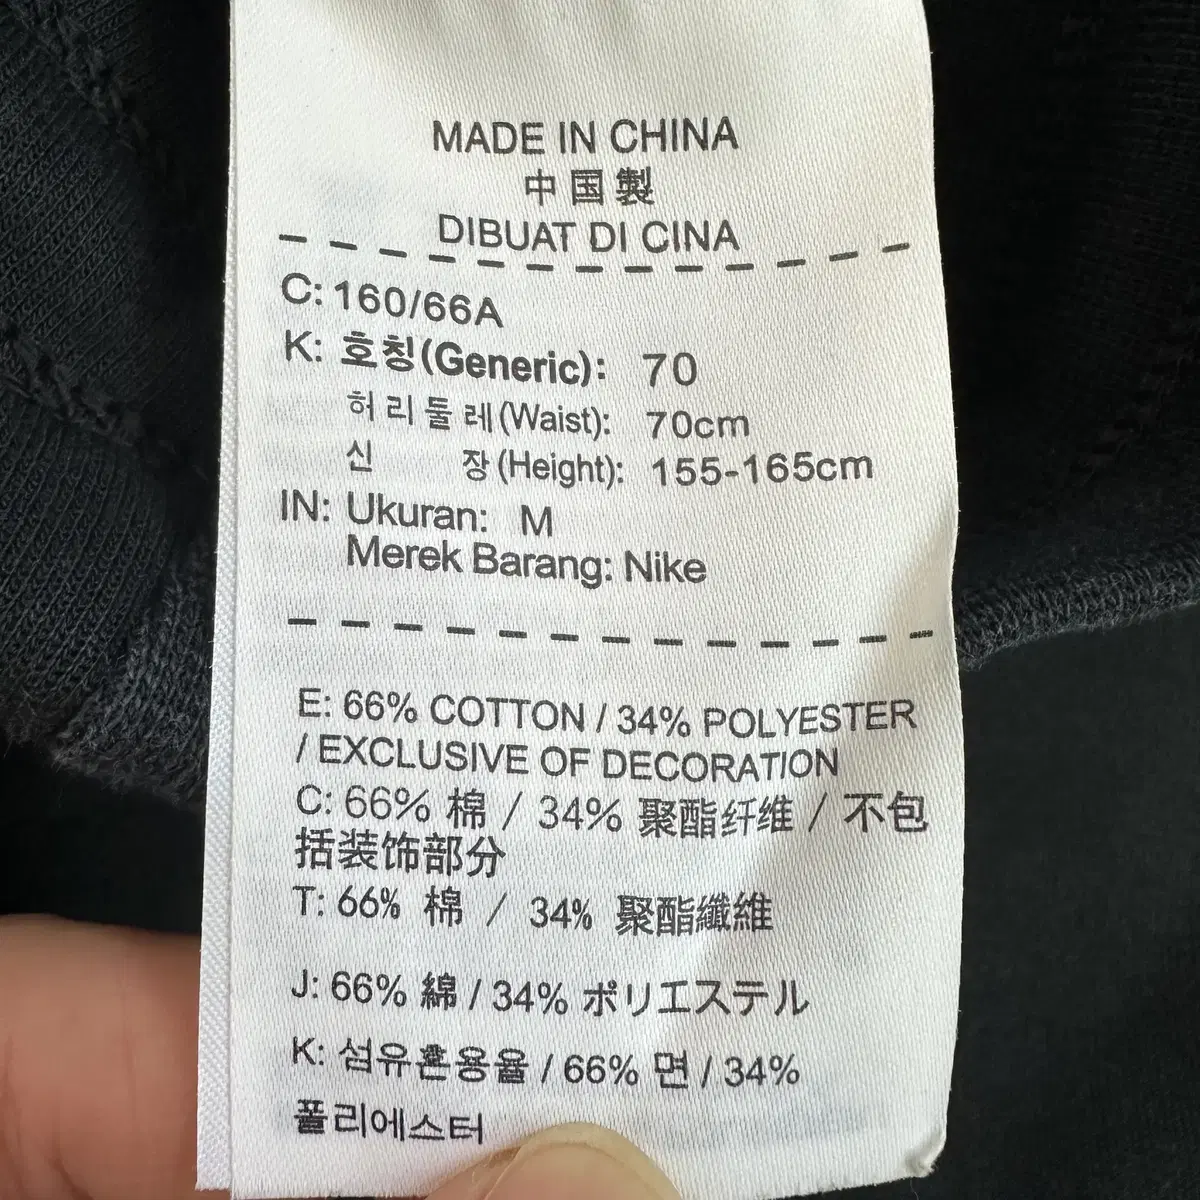 MADE IN CHINA
中国製
DIBUAT DI CINA
C: 160/66A
K: 호칭(Generic): 70
허리둘레(Waist): 70cm
신 장(Height): 155-165cm
IN: Ukuran: M
Merek Barang: Nike
E: 66% COTTON / 34% POLYESTER
/ EXCLUSIVE OF DECORATION
C: 66% 棉 / 34% 聚酯纤维 / 不包
括装饰部分
T: 66% 棉 / 34% 聚酯纖維
J: 66% 綿 / 34% ポリエステル
K: 섬유혼용율 / 66% 면 / 34%
폴리에스터